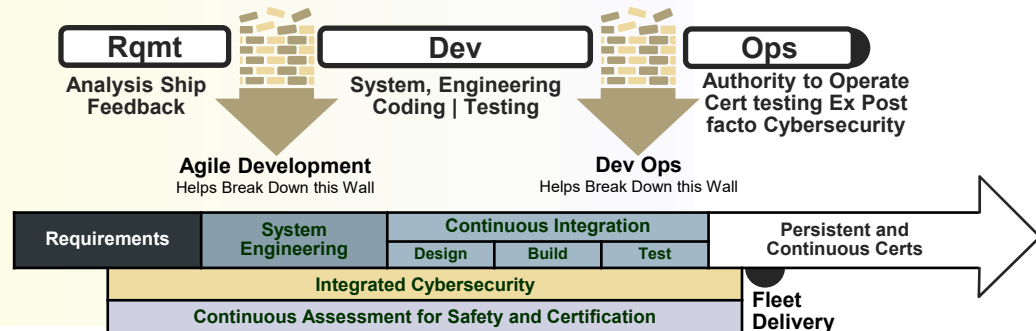 Rqmt
Dev
Ops
Analysis Ship
Feedback
System, Engineering
Coding | Testing
Authority to Operate
Cert testing Ex Post
facto Cybersecurity
Agile Development
Helps Break Down this Wall
Dev Ops
Helps Break Down this Wall
Requirements
System
Engineering
Continuous Integration
Design
Build
Test
Persistent and
Continuous Certs
Integrated Cybersecurity
Continuous Assessment for Safety and Certification
Fleet
Delivery